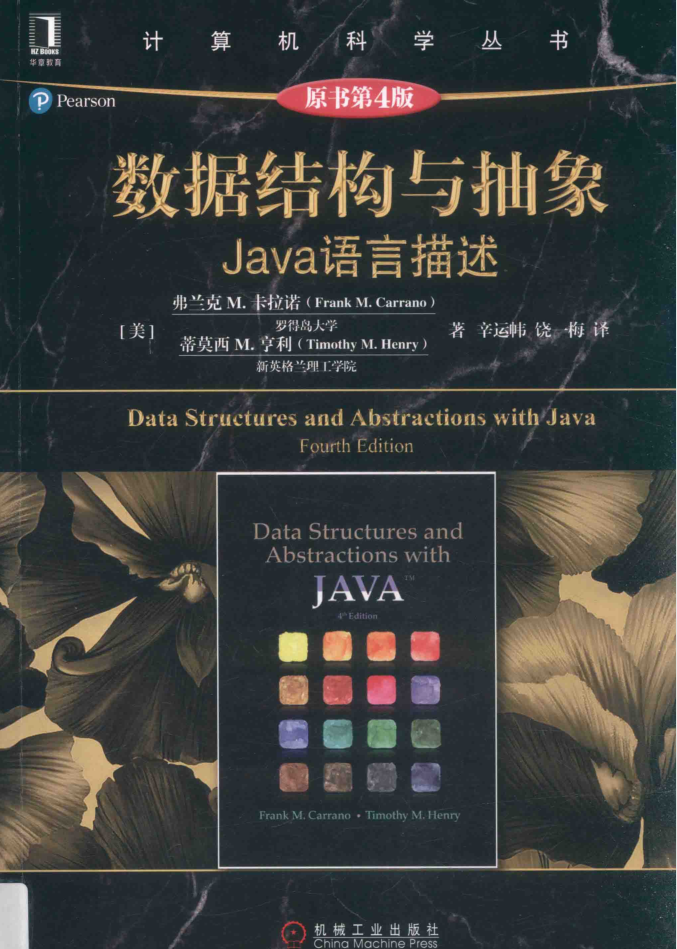 计算机科学丛书
HZ BOOKS
华章教育
Pearson
原书第4版
数据结构与抽象
Java语言描述
[美]
弗兰克 M. 卡拉诺（Frank M. Carrano）
罗得岛大学
蒂莫西 M. 亨利（Timothy M. Henry）
新英格兰理工学院
著 辛运帏 饶一梅 译
Data Structures and Abstractions with Java
Fourth Edition
Data Structures and
Abstractions with
JAVA™
4th Edition
Frank M. Carrano • Timothy M. Henry
机械工业出版社
China Machine Press